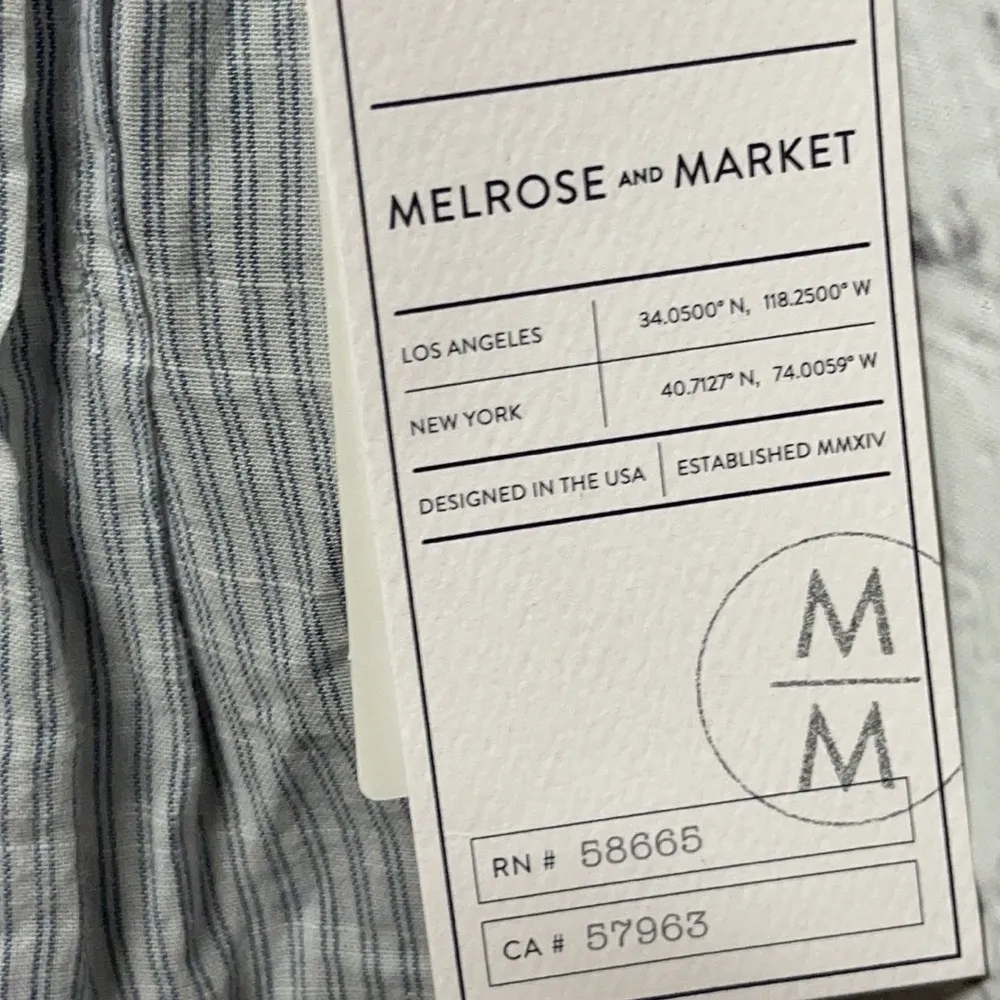 MELROSE AND MARKET
LOS ANGELES 34.0500° N, 118.2500° W
NEW YORK 40.7127° N, 74.0059° W
DESIGNED IN THE USA ESTABLISHED MMXIV
M
M
RN # 58665
CA # 57963